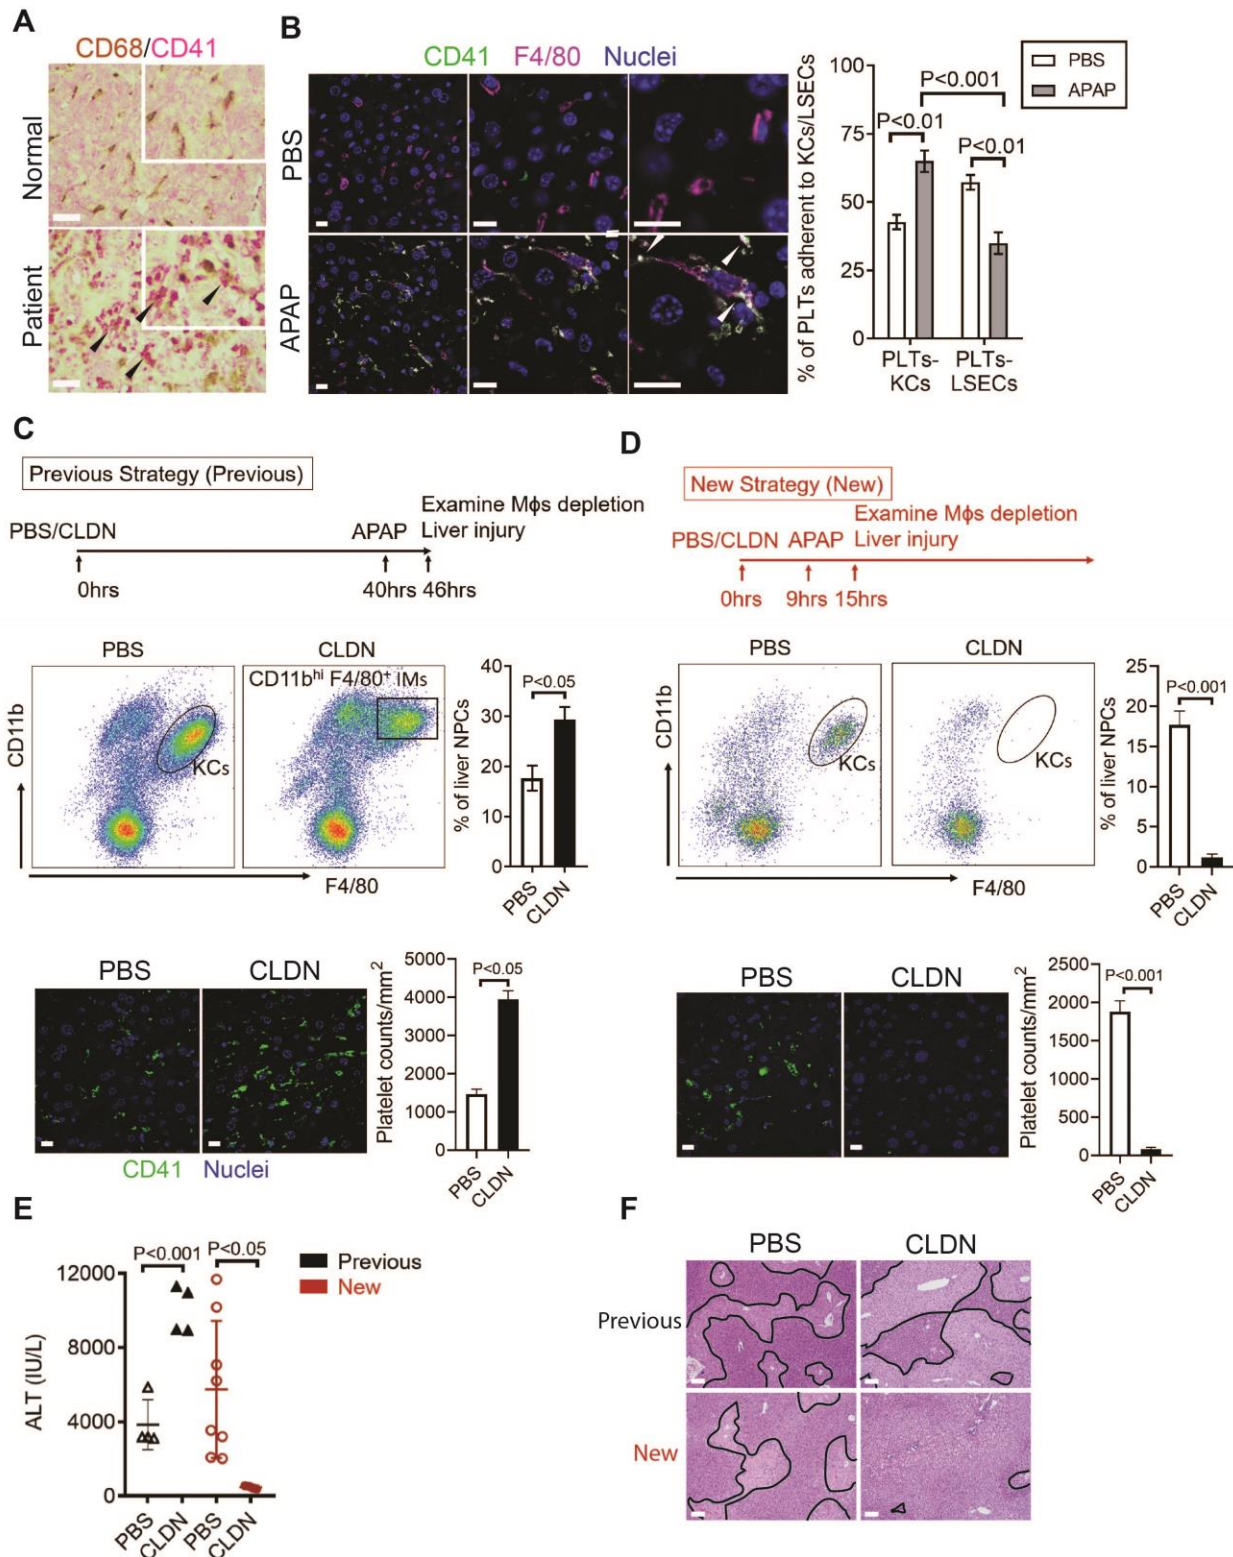 A
CD68/CD41
Normal
Patient
B
CD41 F4/80 Nuclei
PBS
APAP
% of PLTs adherent to KCs/LSECs
100
75
50
25
0
P<0.001
P<0.01
P<0.01
PBS
APAP
PLTs-
KCs
PLTs-
LSECs
C
Previous Strategy (Previous)
Examine Mϕs depletion
PBS/CLDN APAP Liver injury
0hrs 40hrs 46hrs
PBS CLDN
CD11b^hi F4/80^+ IMs
CD11b
KCs
F4/80
% of liver NPCs
40
30
20
10
0
P<0.05
PBS
CLDN
PBS CLDN
CD41 Nuclei
Platelet counts/mm²
5000
4000
3000
2000
1000
0
P<0.05
PBS
CLDN
D
New Strategy (New)
Examine Mϕs depletion
PBS/CLDN APAP Liver injury
0hrs 9hrs 15hrs
PBS CLDN
CD11b
KCs KCs
F4/80
% of liver NPCs
25
20
15
10
5
0
P<0.001
PBS
CLDN
PBS CLDN
Platelet counts/mm²
2500
2000
1500
1000
500
0
P<0.001
PBS
CLDN
E
ALT (IU/L)
12000
8000
4000
0
P<0.001
P<0.05
Previous
New
PBS
CLDN
PBS
CLDN
F
PBS CLDN
Previous
New